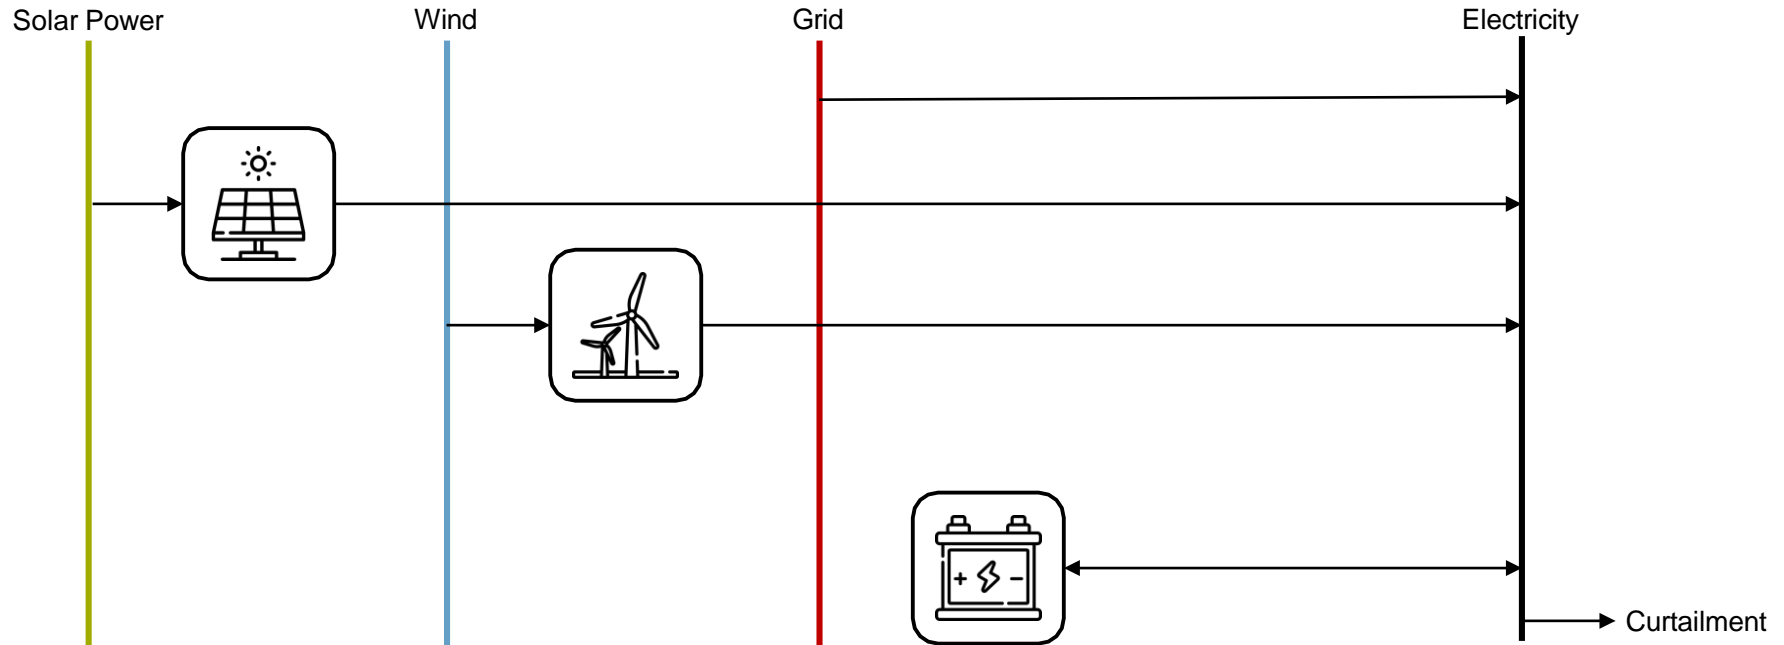 Solar Power
Wind
Grid
Electricity
Curtailment